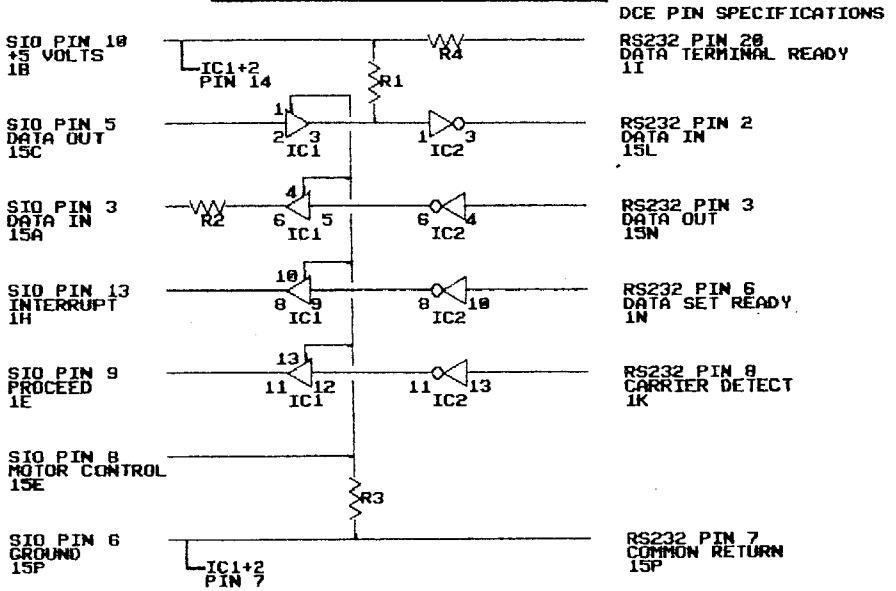 DCE PIN SPECIFICATIONS
SIO PIN 10
+5 VOLTS
1B
IC1+2
PIN 14
R1
R4
RS232 PIN 20
DATA TERMINAL READY
1I
SIO PIN 5
DATA OUT
15C
1
2 3
IC1
1 3
IC2
RS232 PIN 2
DATA IN
15L
SIO PIN 3
DATA IN
15A
R2
4
6 5
IC1
6 4
IC2
RS232 PIN 3
DATA OUT
15N
SIO PIN 13
INTERRUPT
1H
10
8 9
IC1
8 10
IC2
RS232 PIN 6
DATA SET READY
1N
SIO PIN 9
PROCEED
1E
13
11 12
IC1
11 13
IC2
RS232 PIN 8
CARRIER DETECT
1K
SIO PIN 8
MOTOR CONTROL
15E
R3
SIO PIN 6
GROUND
15P
IC1+2
PIN 7
RS232 PIN 7
COMMON RETURN
15P